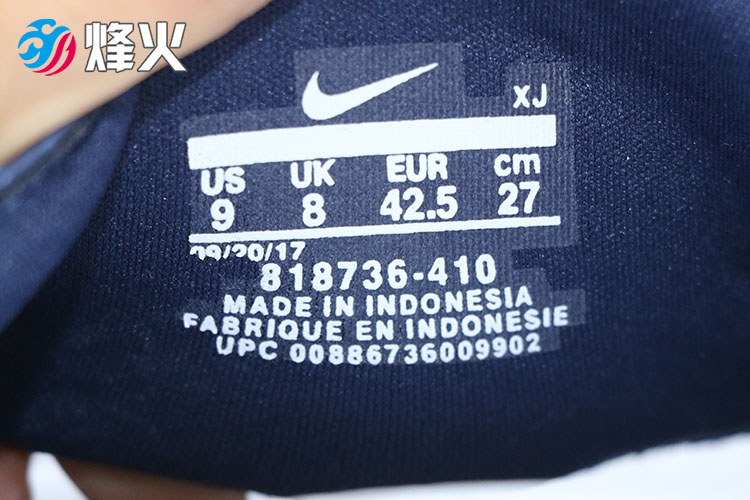 烽火
XJ
US UK EUR cm
9 8 42.5 27
09/20/17
818736-410
MADE IN INDONESIA
FABRIQUE EN INDONESIE
UPC 00886736009902